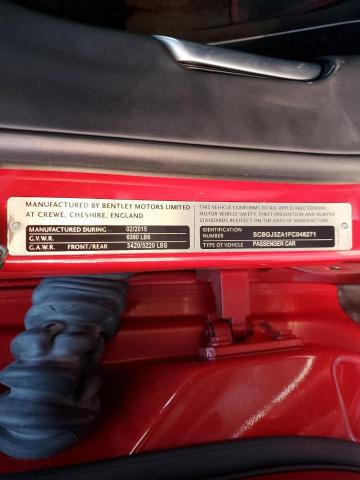 MANUFACTURED BY BENTLEY MOTORS LIMITED
AT CREWE, CHESHIRE, ENGLAND
MANUFACTURED DURING 02/2015
G.V.W.R. 6390 LBS
G.A.W.R. FRONT/REAR 3420/3220 LBS
THIS VEHICLE CONFORMS TO ALL APPLICABLE FEDERAL
MOTOR VEHICLE SAFETY, THEFT PREVENTION AND BUMPER
STANDARDS IN EFFECT ON THE DATE OF MANUFACTURE
IDENTIFICATION
NUMBER SCBGJ3ZA1FC048271
TYPE OF VEHICLE PASSENGER CAR